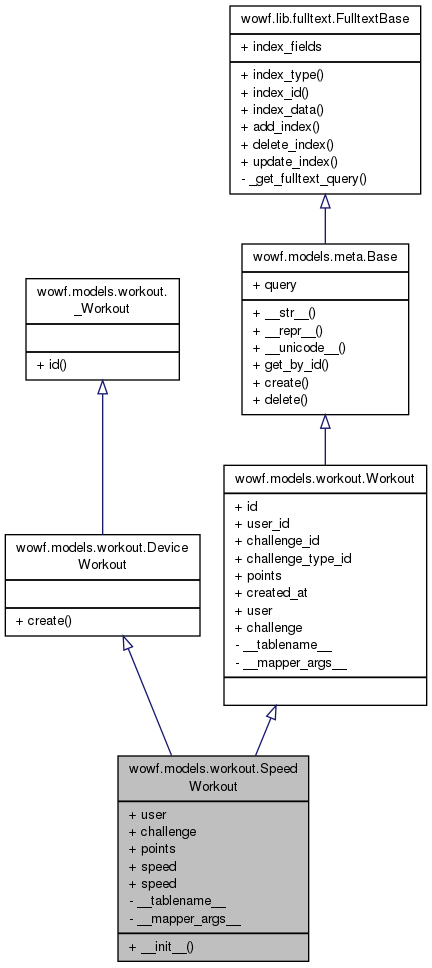 wowf.lib.fulltext.FulltextBase
+ index_fields
+ index_type()
+ index_id()
+ index_data()
+ add_index()
+ delete_index()
+ update_index()
- _get_fulltext_query()
wowf.models.meta.Base
+ query
+ __str__()
+ __repr__()
+ __unicode__()
+ get_by_id()
+ create()
+ delete()
wowf.models.workout.
_Workout
+ id()
wowf.models.workout.Workout
+ id
+ user_id
+ challenge_id
+ challenge_type_id
+ points
+ created_at
+ user
+ challenge
- __tablename__
- __mapper_args__
wowf.models.workout.Device
Workout
+ create()
wowf.models.workout.Speed
Workout
+ user
+ challenge
+ points
+ speed
+ speed
- __tablename__
- __mapper_args__
+ __init__()